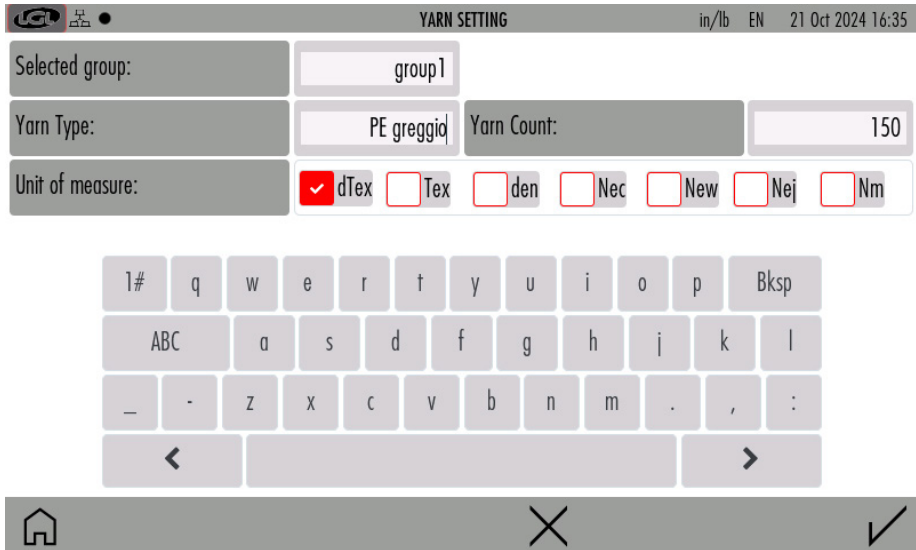 LGL YARN SETTING in/lb EN 21 Oct 2024 16:35
Selected group: group1
Yarn Type: PE greggio Yarn Count: 150
Unit of measure: dTex Tex den Nec New Nej Nm
1# q w e r t y u i o p Bksp
ABC a s d f g h j k l
_ - z x c v b n m . , :